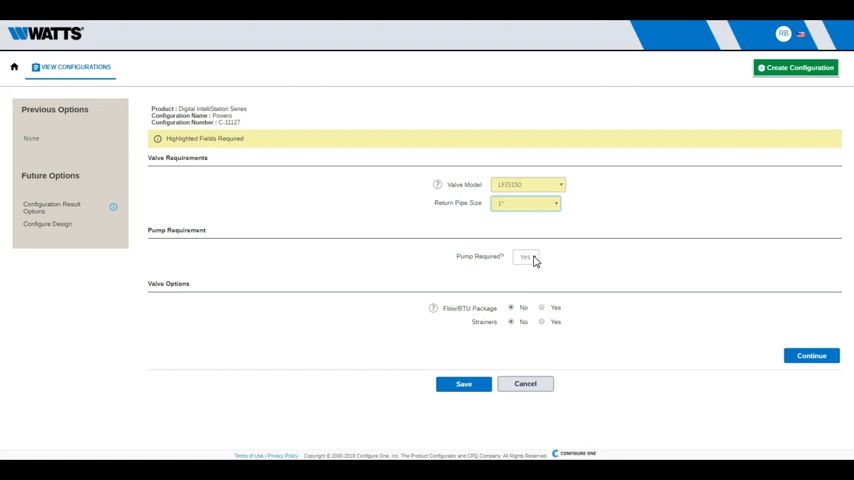 WATTS
RB
VIEW CONFIGURATIONS
Create Configuration
Previous Options
None
Future Options
Configuration Result
Options
Configure Design
Product : Digital IntelliStation Series
Configuration Name : Powers
Configuration Number : C-11127
Highlighted Fields Required
Valve Requirements
? Valve Model LFIS150
Return Pipe Size 1"
Pump Requirement
Pump Required? Yes
Valve Options
? Flow/BTU Package No Yes
Strainers No Yes
Continue
Save Cancel
Terms of Use | Privacy Policy Copyright © 2000-2018 Configure One, Inc. The Product Configurator and CPQ Company. All Rights Reserved. CONFIGURE ONE